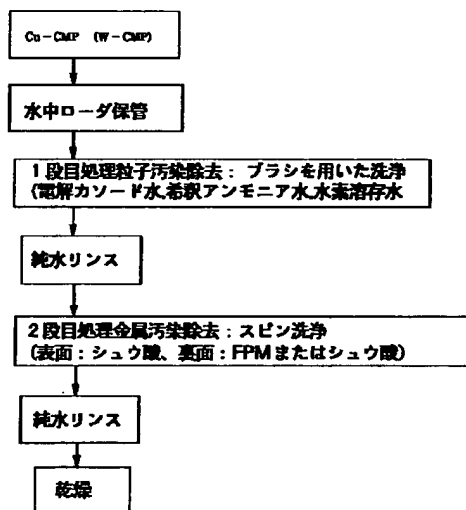 Cu-CMP (W-CMP)
水中ローダ保管
1段目処理粒子汚染除去：ブラシを用いた洗浄
(電解カソード水,希釈アンモニア水,水素溶存水
純水リンス
2段目処理金属汚染除去：スピン洗浄
(表面：シュウ酸、裏面：FPMまたはシュウ酸)
純水リンス
乾燥